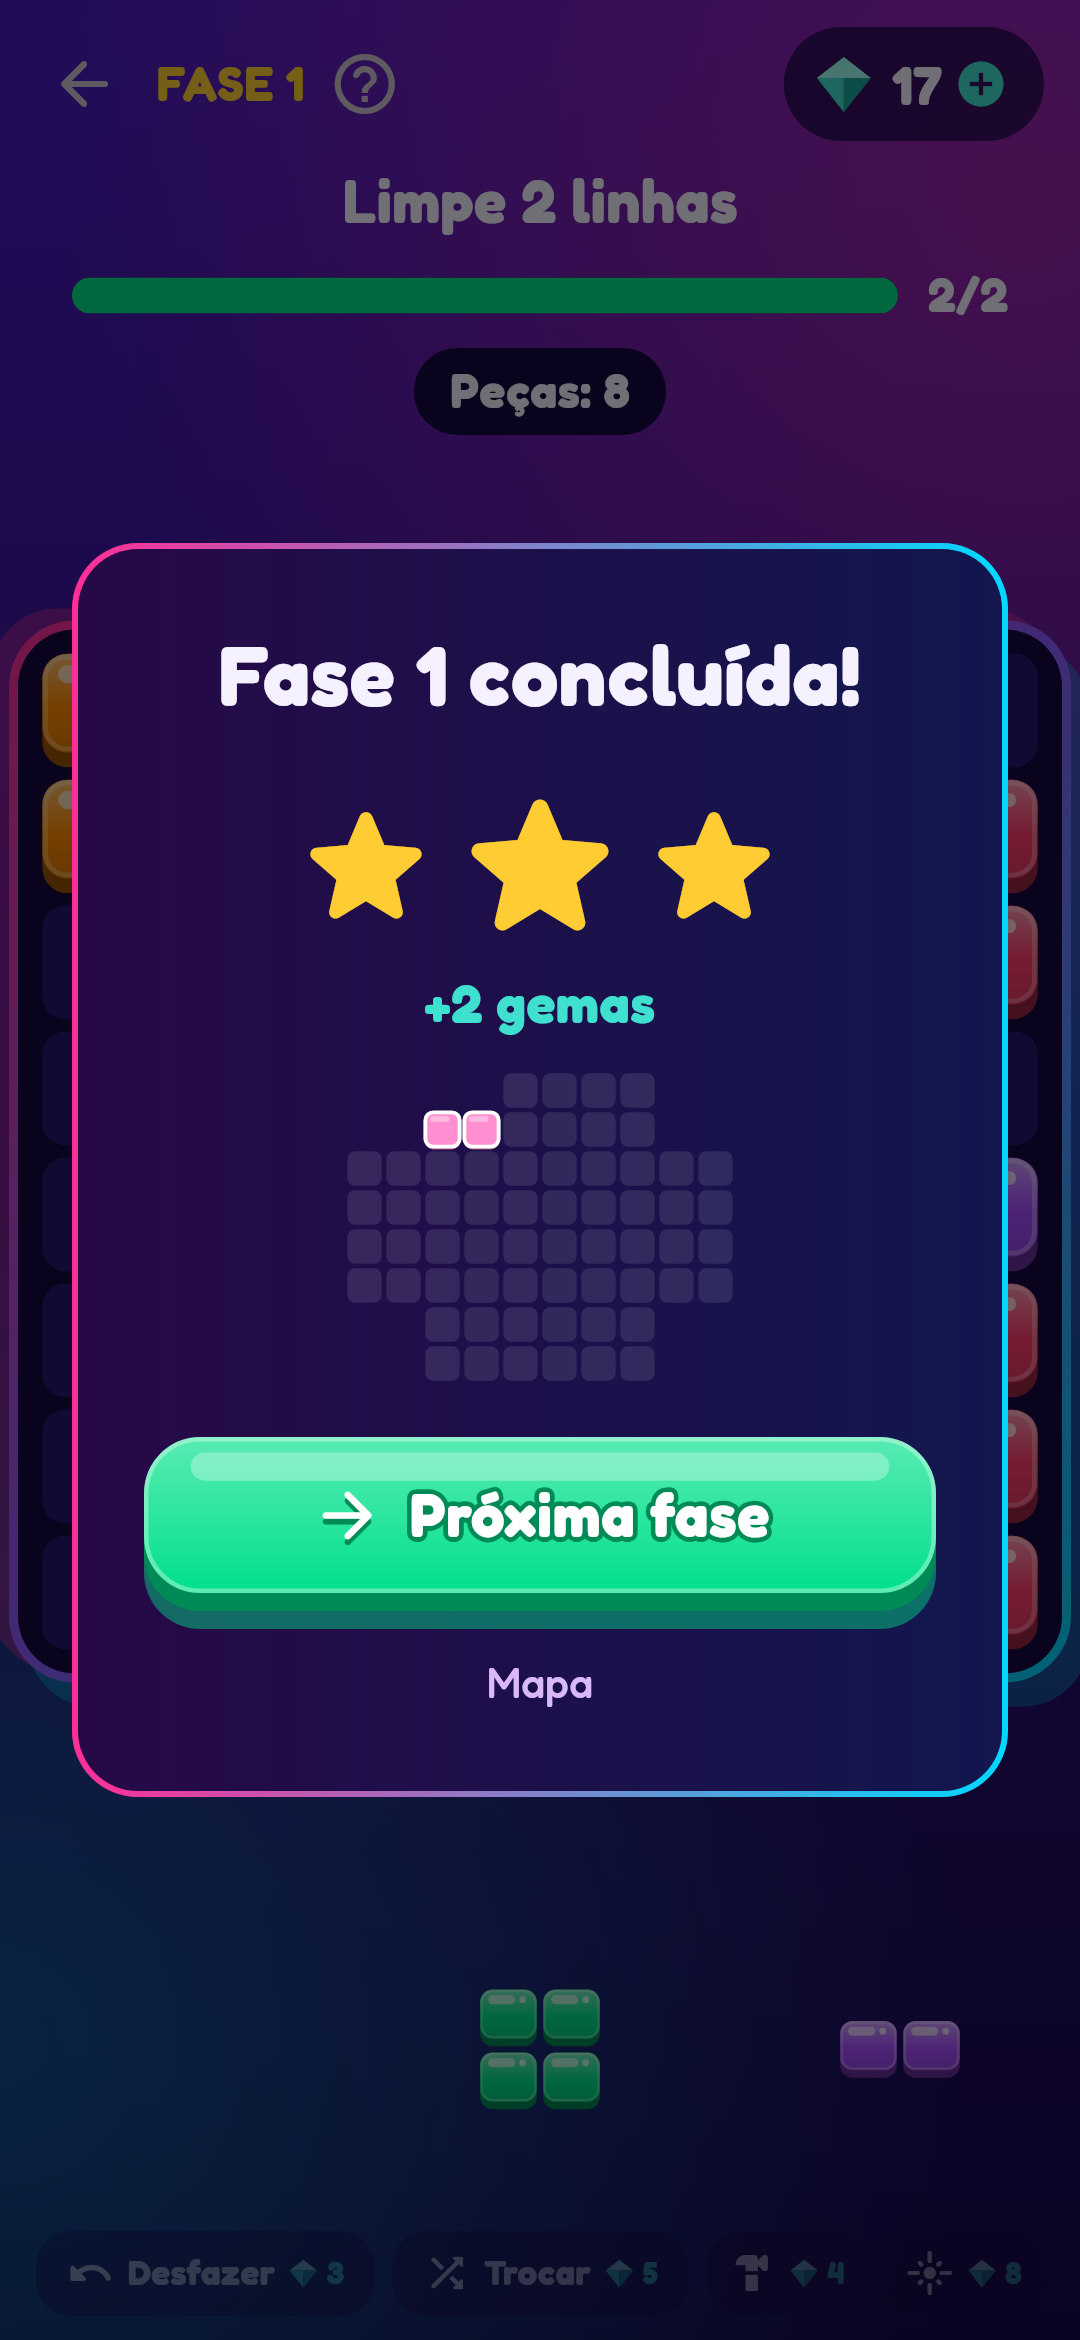 FASE 1
17
Limpe 2 linhas
2/2
Peças: 8
Fase 1 concluída!
+2 gemas
Próxima fase
Mapa
Desfazer 3
Trocar 5
4
8